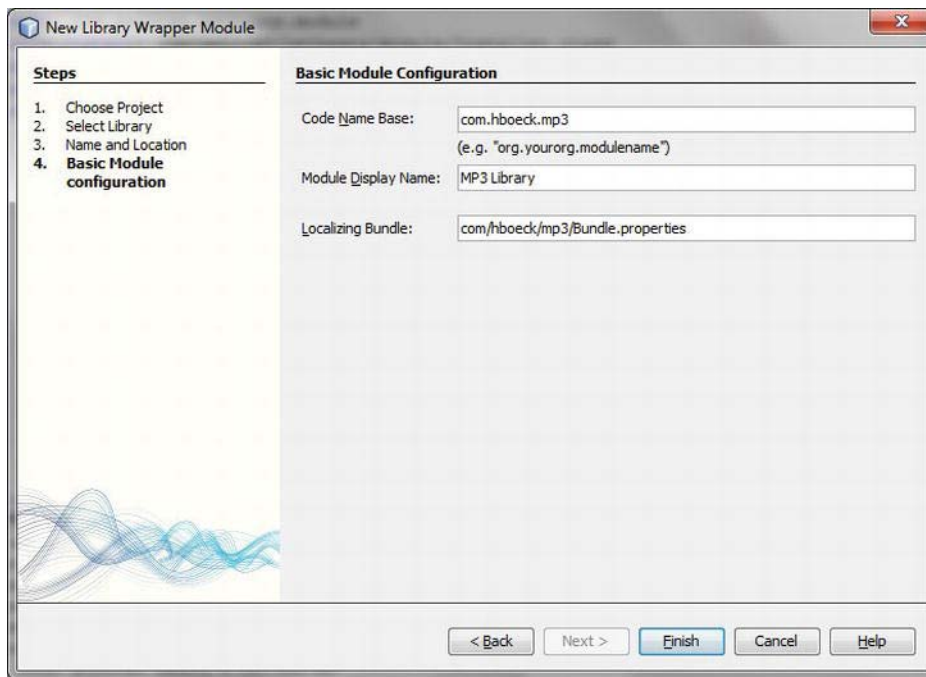 New Library Wrapper Module
Steps
1. Choose Project
2. Select Library
3. Name and Location
4. Basic Module
configuration
Basic Module Configuration
Code Name Base: com.hboeck.mp3
(e.g. "org.yourorg.modulename")
Module Display Name: MP3 Library
Localizing Bundle: com/hboeck/mp3/Bundle.properties
< Back Next > Finish Cancel Help